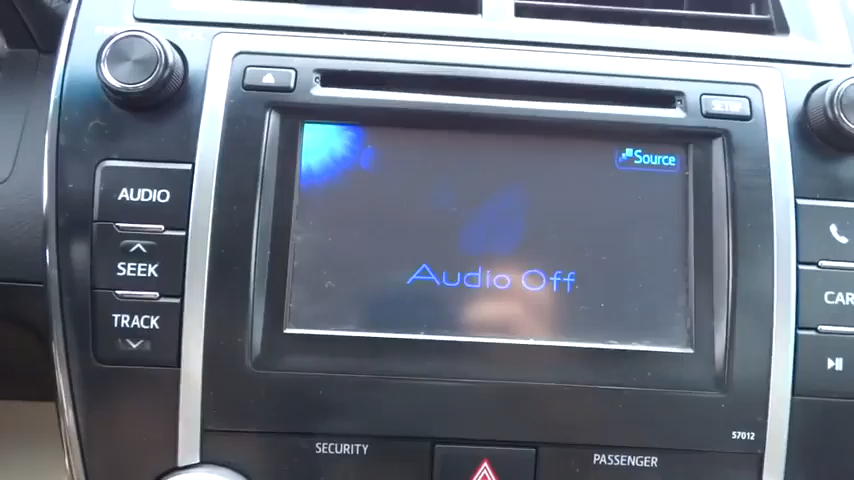 SETUP
AUDIO
Source
SEEK
Audio Off
CAR
TRACK
57012
SECURITY
PASSENGER